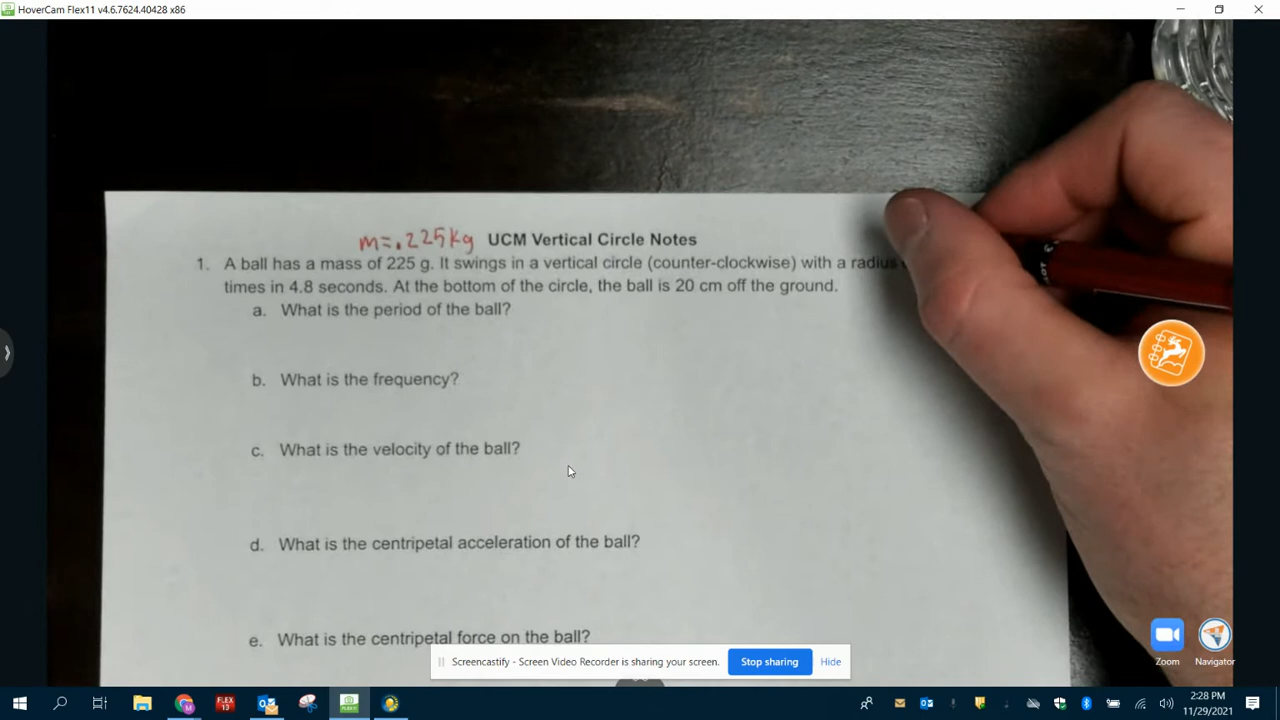 HoverCam Flex11 v4.6.7624.40428 x86
m=.225kg UCM Vertical Circle Notes
1. A ball has a mass of 225 g. It swings in a vertical circle (counter-clockwise) with a radius
times in 4.8 seconds. At the bottom of the circle, the ball is 20 cm off the ground.
a. What is the period of the ball?
b. What is the frequency?
c. What is the velocity of the ball?
d. What is the centripetal acceleration of the ball?
e. What is the centripetal force on the ball?
Screencastify - Screen Video Recorder is sharing your screen. Stop sharing Hide
Zoom Navigator
2:28 PM
11/29/2021